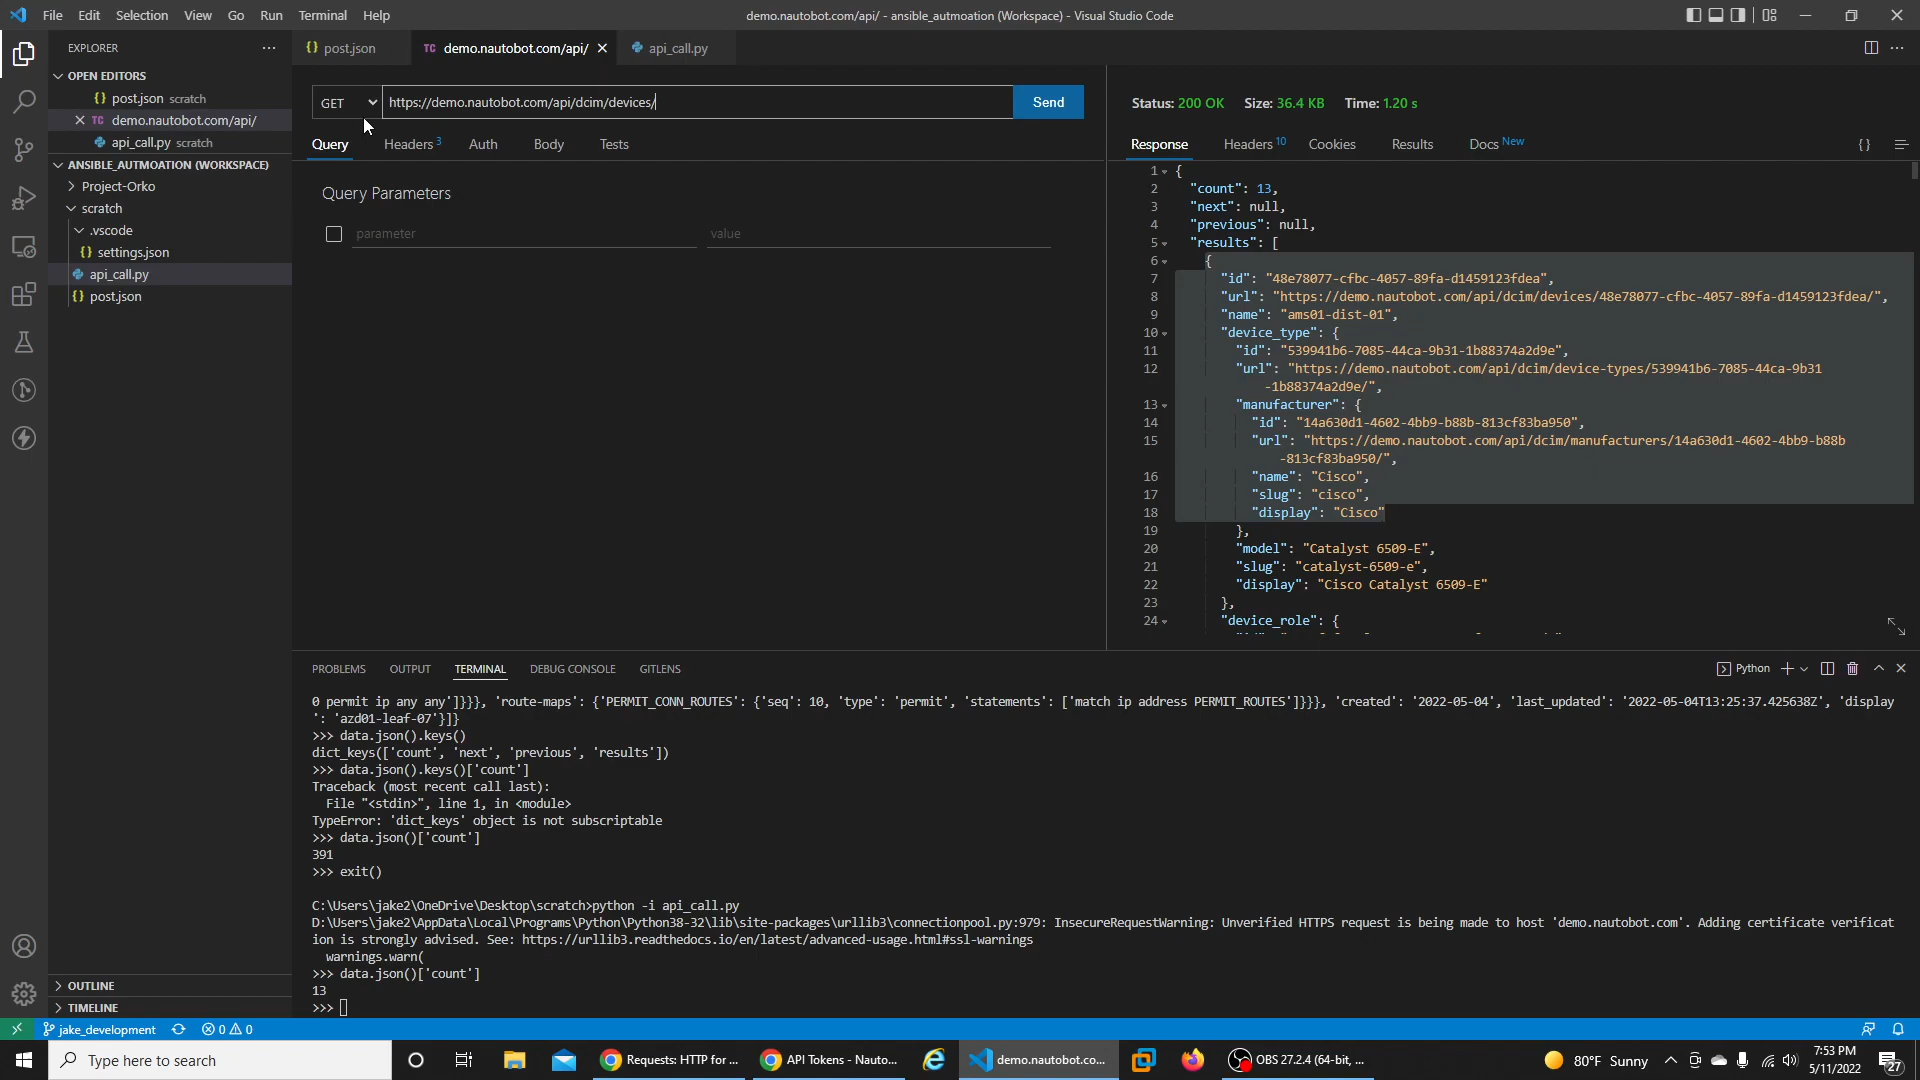 File Edit Selection View Go Run Terminal Help
demo.nautobot.com/api/ - ansible_autmoation (Workspace) - Visual Studio Code
EXPLORER
OPEN EDITORS
{} post.json scratch
TC demo.nautobot.com/api/
api_call.py scratch
ANSIBLE_AUTMOATION (WORKSPACE)
Project-Orko
scratch
.vscode
{} settings.json
api_call.py
{} post.json
OUTLINE
TIMELINE
{} post.json
TC demo.nautobot.com/api/
api_call.py
GET https://demo.nautobot.com/api/dcim/devices/ Send
Query Headers 3 Auth Body Tests
Query Parameters
parameter value
Status: 200 OK Size: 36.4 KB Time: 1.20 s
Response Headers 10 Cookies Results Docs New
{}
1 {
2 "count": 13,
3 "next": null,
4 "previous": null,
5 "results": [
6 {
7 "id": "48e78077-cfbc-4057-89fa-d1459123fdea",
8 "url": "https://demo.nautobot.com/api/dcim/devices/48e78077-cfbc-4057-89fa-d1459123fdea/",
9 "name": "ams01-dist-01",
10 "device_type": {
11 "id": "539941b6-7085-44ca-9b31-1b88374a2d9e",
12 "url": "https://demo.nautobot.com/api/dcim/device-types/539941b6-7085-44ca-9b31
-1b88374a2d9e/",
13 "manufacturer": {
14 "id": "14a630d1-4602-4bb9-b88b-813cf83ba950",
15 "url": "https://demo.nautobot.com/api/dcim/manufacturers/14a630d1-4602-4bb9-b88b
-813cf83ba950/",
16 "name": "Cisco",
17 "slug": "cisco",
18 "display": "Cisco"
19 },
20 "model": "Catalyst 6509-E",
21 "slug": "catalyst-6509-e",
22 "display": "Cisco Catalyst 6509-E"
23 },
24 "device_role": {
PROBLEMS OUTPUT TERMINAL DEBUG CONSOLE GITLENS
Python
0 permit ip any any']}}}, 'route-maps': {'PERMIT_CONN_ROUTES': {'seq': 10, 'type': 'permit', 'statements': ['match ip address PERMIT_ROUTES']}}}, 'created': '2022-05-04', 'last_updated': '2022-05-04T13:25:37.425638Z', 'display
': 'azd01-leaf-07'}]}
>>> data.json().keys()
dict_keys(['count', 'next', 'previous', 'results'])
>>> data.json().keys()['count']
Traceback (most recent call last):
File "<stdin>", line 1, in <module>
TypeError: 'dict_keys' object is not subscriptable
>>> data.json()['count']
391
>>> exit()
C:\Users\jake2\OneDrive\Desktop\scratch>python -i api_call.py
D:\Users\jake2\AppData\Local\Programs\Python\Python38-32\lib\site-packages\urllib3\connectionpool.py:979: InsecureRequestWarning: Unverified HTTPS request is being made to host 'demo.nautobot.com'. Adding certificate verificat
ion is strongly advised. See: https://urllib3.readthedocs.io/en/latest/advanced-usage.html#ssl-warnings
warnings.warn(
>>> data.json()['count']
13
>>>
jake_development 0 0
Type here to search
Requests: HTTP for ...
API Tokens - Nauto...
demo.nautobot.co...
OBS 27.2.4 (64-bit, ...
80°F Sunny
7:53 PM
5/11/2022
27